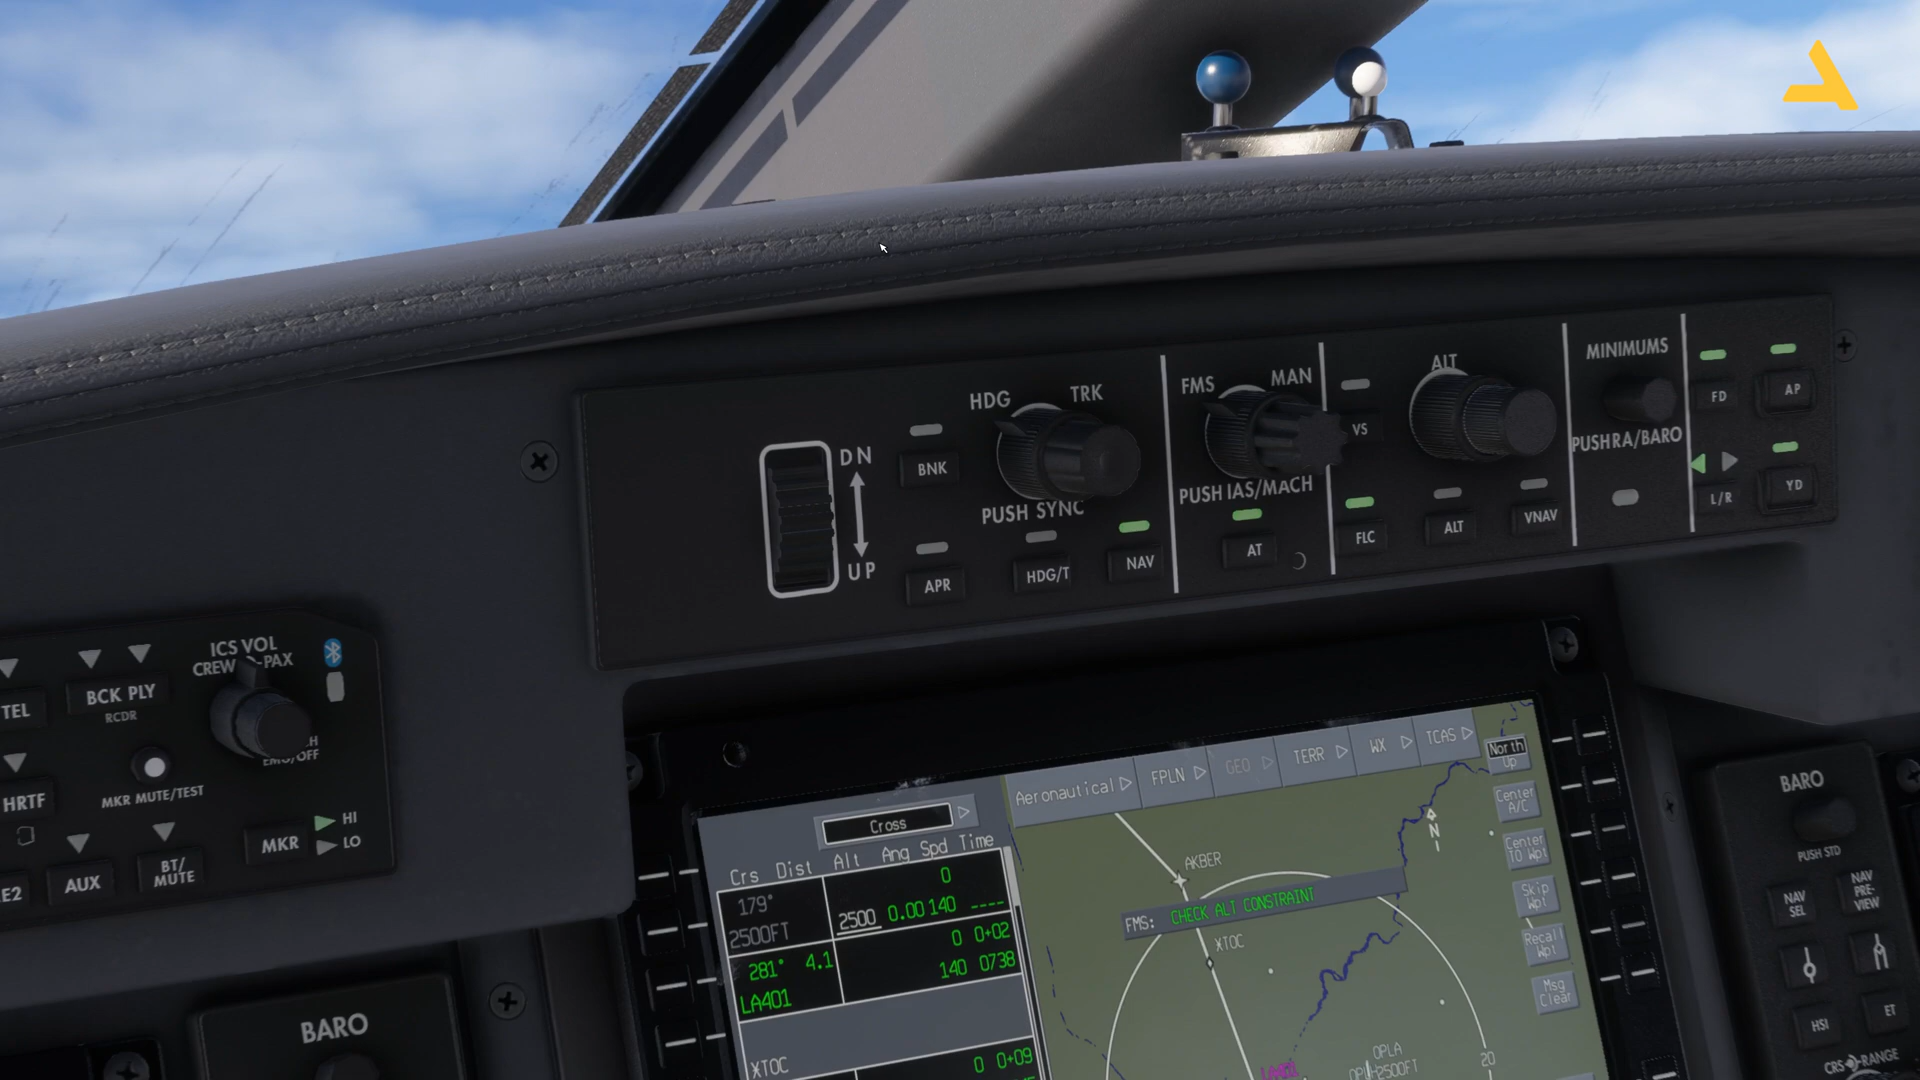 HDG
TRK
FMS
MAN
ALT
MINIMUMS
DN
BNK
VS
FD
AP
PUSH RA/BARO
UP
PUSH SYNC
PUSH IAS/MACH
APR
HDG/T
NAV
AT
FLC
ALT
VNAV
L/R
YD
ICS VOL
CREW
PAX
TEL
BCK PLY
RCDR
HRTF
MKR MUTE/TEST
HI
MKR
LO
AUX
BT/
MUTE
BARO
Aeronautical
FPLN
GEO
TERR
WX
TCAS
North
Up
Center
A/C
Center
TO Wpt
Skip
Wpt
Recall
Wpt
Msg
Clear
Cross
Crs Dist Alt Ang Spd Time
179°
2500FT
0
2500 0.00 140 ----
281° 4.1
LA401
0 0+02
140 0738
XTOC
0 0+09
AKBER
FMS: CHECK ALT CONSTRAINT
XTOC
N
OPLA
20
BARO
PUSH STD
NAV
SEL
NAV
PRE-
VIEW
HSI
ET
CRS
RANGE